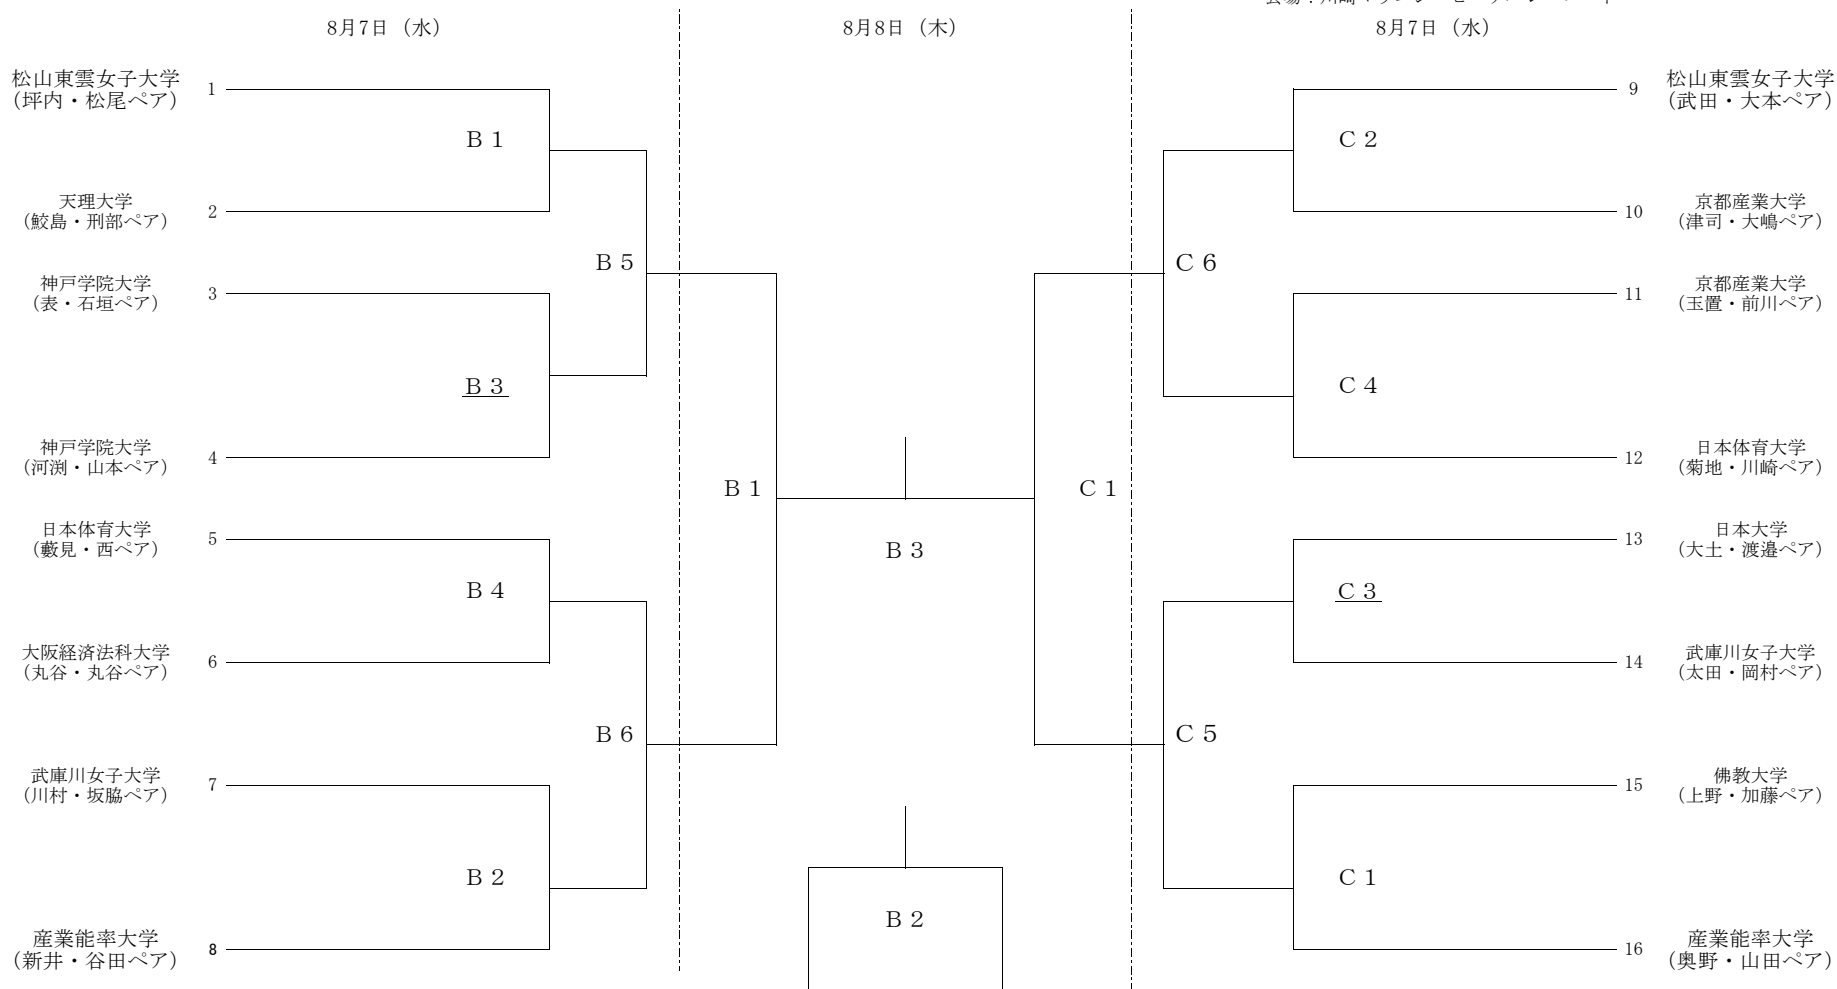 8月7日（水）
8月8日（木）
8月7日（水）
松山東雲女子大学
（坪内・松尾ペア）
1
B 1
天理大学
（鮫島・刑部ペア）
2
B 5
神戸学院大学
（表・石垣ペア）
3
B 3
神戸学院大学
（河渕・山本ペア）
4
B 1
日本体育大学
（藪見・西ペア）
5
B 4
大阪経済法科大学
（丸谷・丸谷ペア）
6
B 6
武庫川女子大学
（川村・坂脇ペア）
7
B 2
産業能率大学
（新井・谷田ペア）
8
B 3
B 2
9
松山東雲女子大学
（武田・大本ペア）
C 2
10
京都産業大学
（津司・大嶋ペア）
C 6
11
京都産業大学
（玉置・前川ペア）
C 4
12
日本体育大学
（菊地・川崎ペア）
C 1
13
日本大学
（大土・渡邉ペア）
C 3
14
武庫川女子大学
（太田・岡村ペア）
C 5
15
佛教大学
（上野・加藤ペア）
C 1
16
産業能率大学
（奥野・山田ペア）